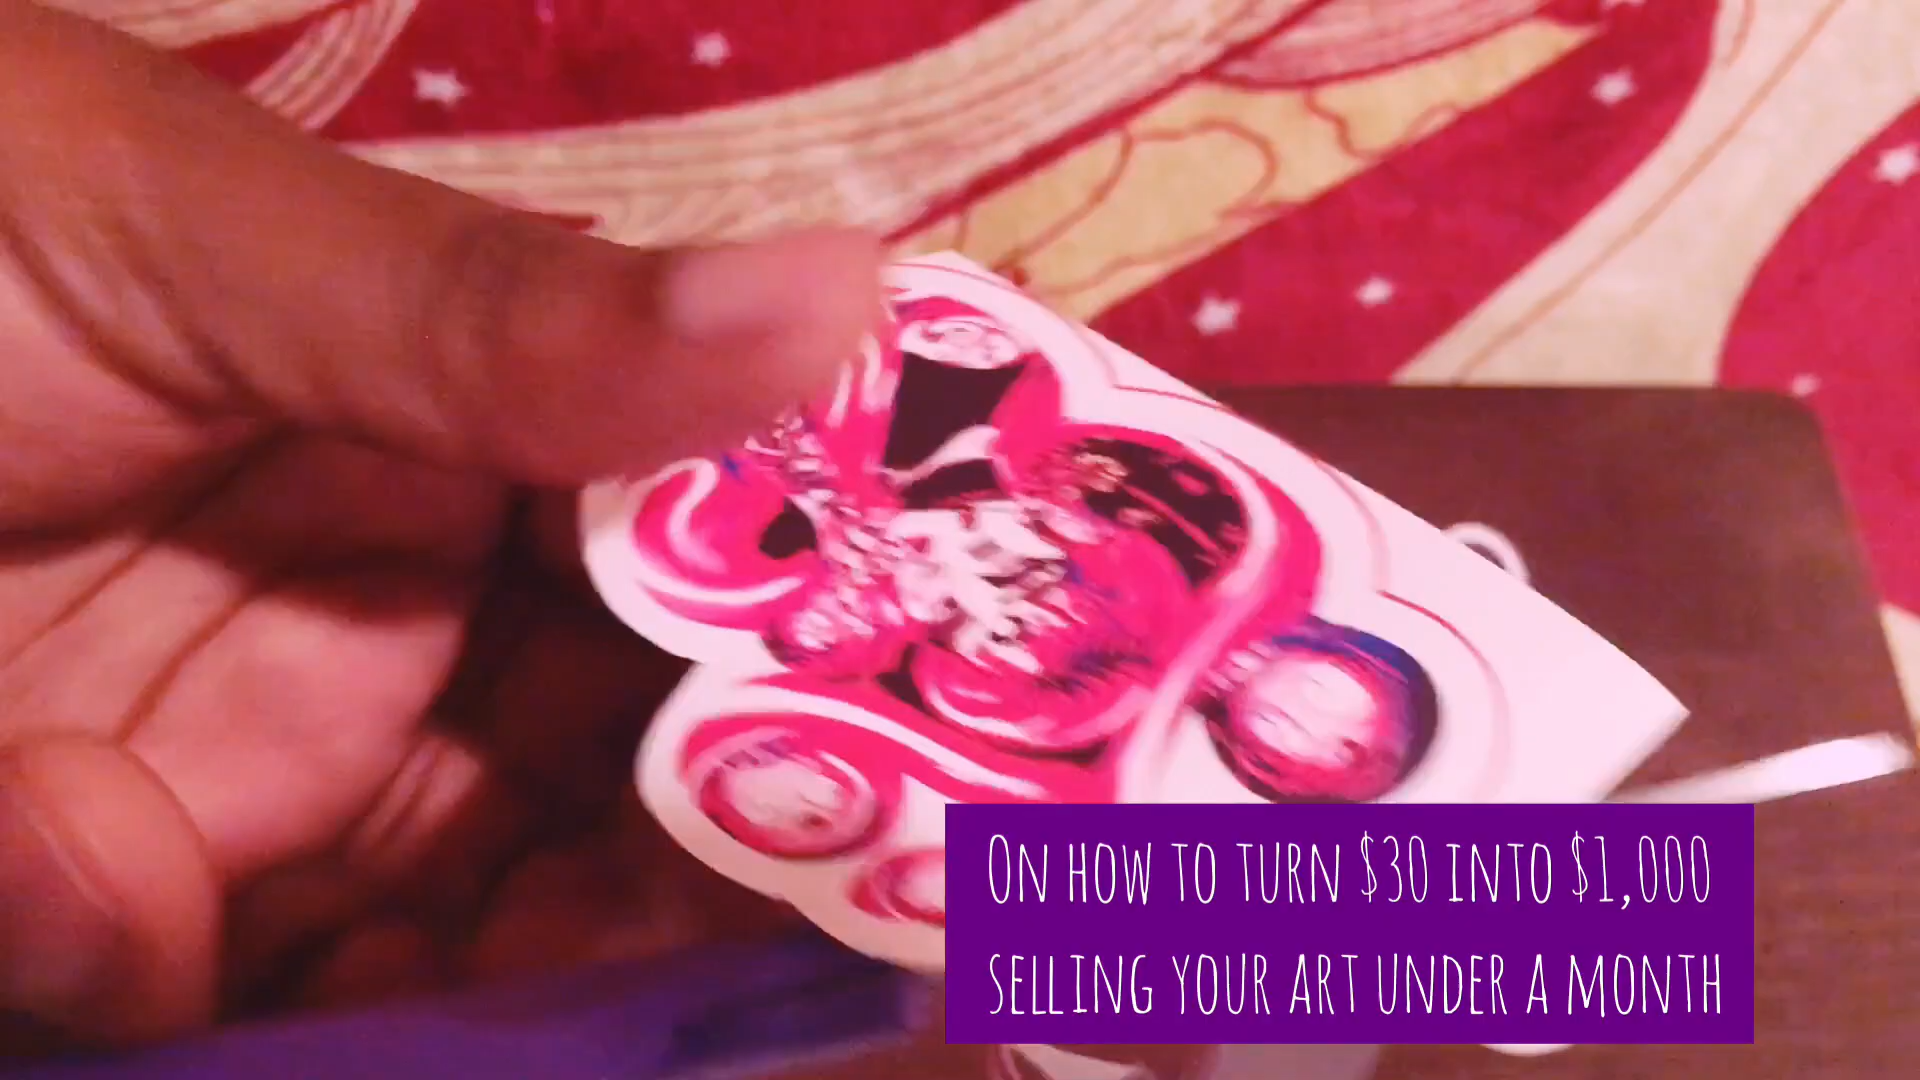 On how to turn $30 into $1,000
selling your art under a month